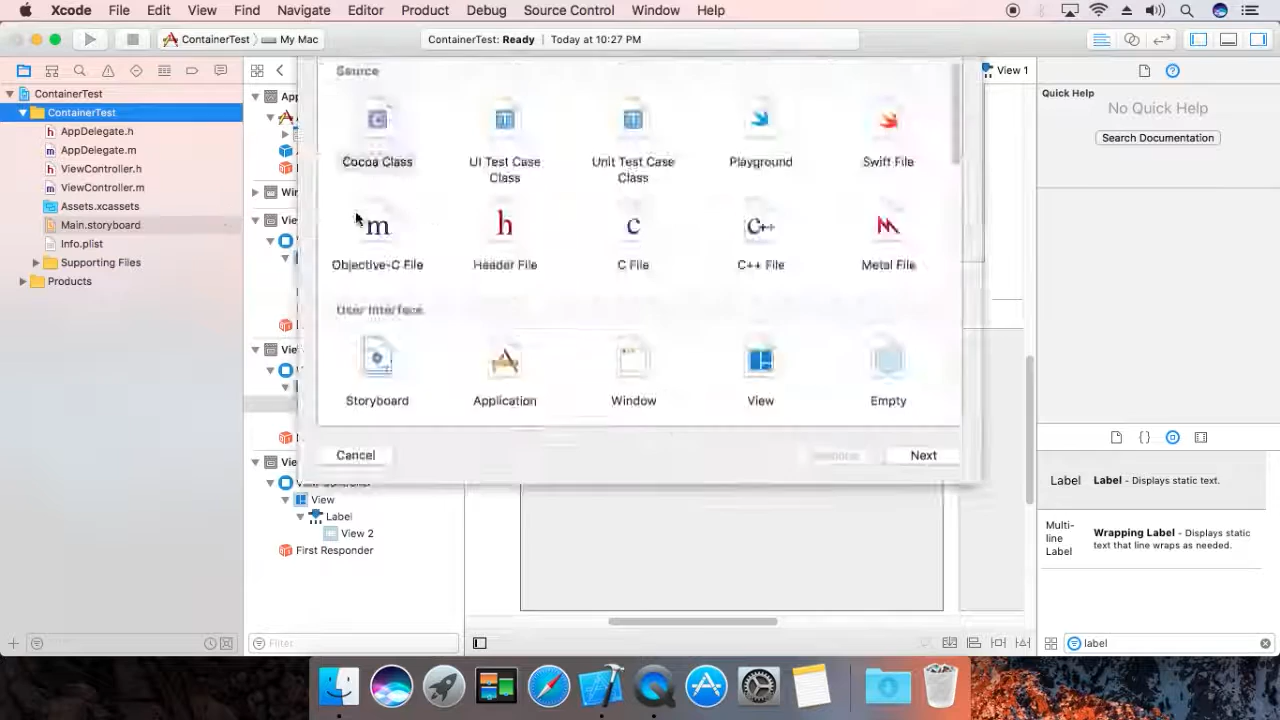 Xcode File Edit View Find Navigate Editor Product Debug Source Control Window Help
ContainerTest My Mac ContainerTest: Ready | Today at 10:27 PM
View 1
ContainerTest
ContainerTest
h AppDelegate.h
m AppDelegate.m
h ViewController.h
m ViewController.m
Assets.xcassets
Main.storyboard
Info.plist
Supporting Files
Products
App
Vie
Vie
Vie
View
Label
View 2
First Responder
Filter
Source
Cocoa Class
UI Test Case
Class
Unit Test Case
Class
Playground
Swift File
m h c C++
Objective-C File
Header File
C File
C++ File
Metal File
User Interface
Storyboard
Application
Window
View
Empty
Cancel
Next
Quick Help
No Quick Help
Search Documentation
Label Label - Displays static text.
Multi-
line
Label
Wrapping Label - Displays static
text that line wraps as needed.
label